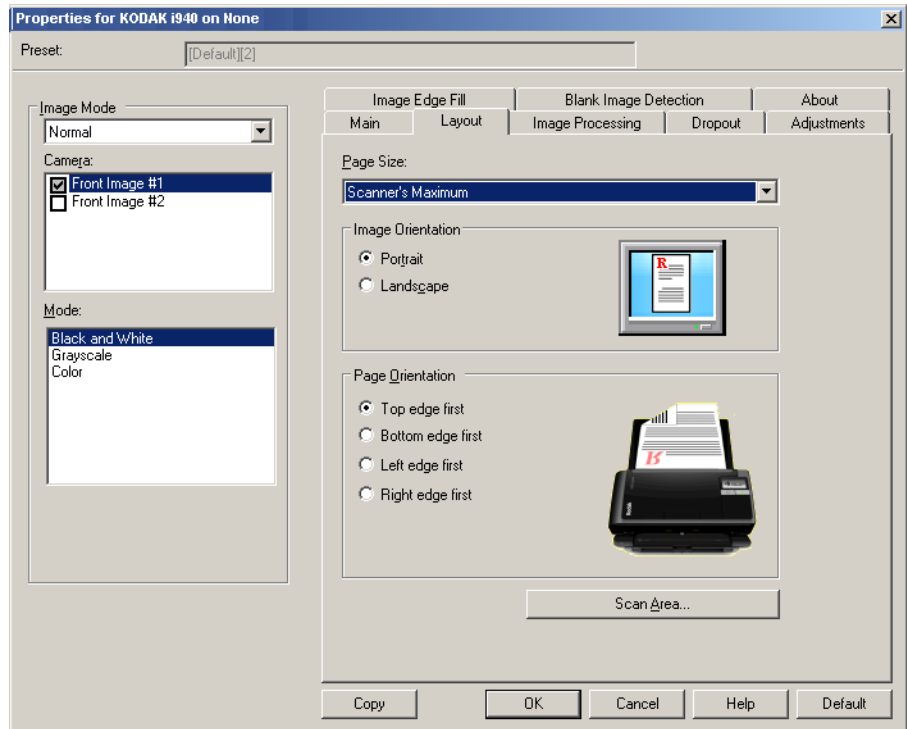 Properties for KODAK i940 on None
Preset:
[Default][2]
Image Mode
Normal
Camera:
Front Image #1
Front Image #2
Mode:
Black and White
Grayscale
Color
Image Edge Fill
Blank Image Detection
About
Main
Layout
Image Processing
Dropout
Adjustments
Page Size:
Scanner's Maximum
Image Orientation
Portrait
Landscape
R
Page Orientation
Top edge first
Bottom edge first
Left edge first
Right edge first
R
Kodak
Scan Area...
Copy
OK
Cancel
Help
Default